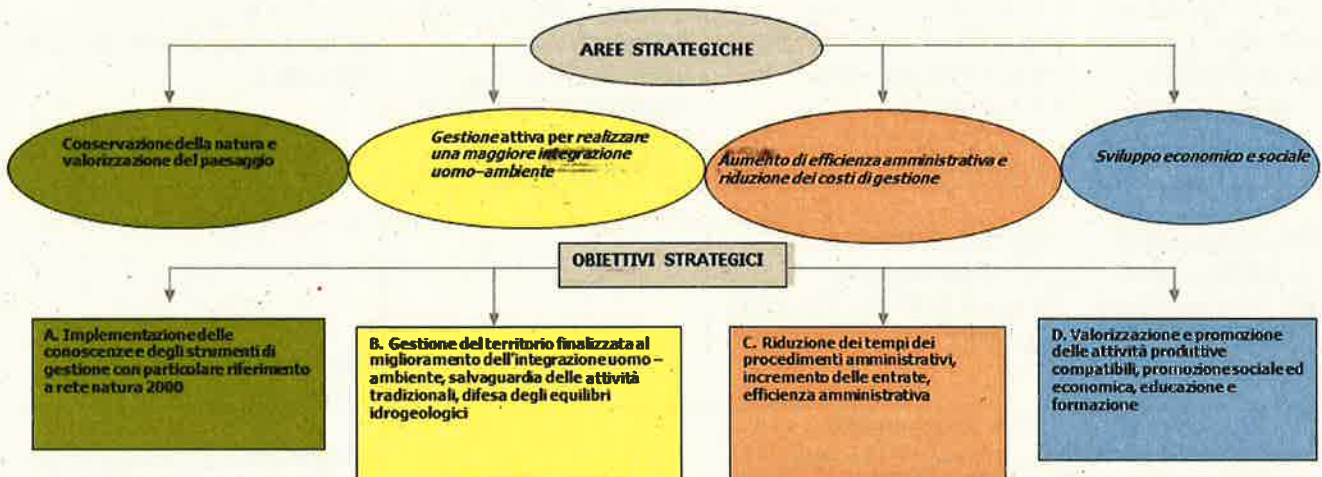 AREE STRATEGICHE
Conservazione della natura e
valorizzazione del paesaggio
Gestione attiva per realizzare
una maggiore integrazione
uomo–ambiente
Aumento di efficienza amministrativa e
riduzione dei costi di gestione
Sviluppo economico e sociale
OBIETTIVI STRATEGICI
A. Implementazione delle
conoscenze e degli strumenti di
gestione con particolare riferimento
a rete natura 2000
B. Gestione del territorio finalizzata al
miglioramento dell'integrazione uomo –
ambiente, salvaguardia delle attività
tradizionali, difesa degli equilibri
idrogeologici
C. Riduzione dei tempi dei
procedimenti amministrativi,
incremento delle entrate,
efficienza amministrativa
D. Valorizzazione e promozione
delle attività produttive
compatibili, promozione sociale ed
economica, educazione e
formazione